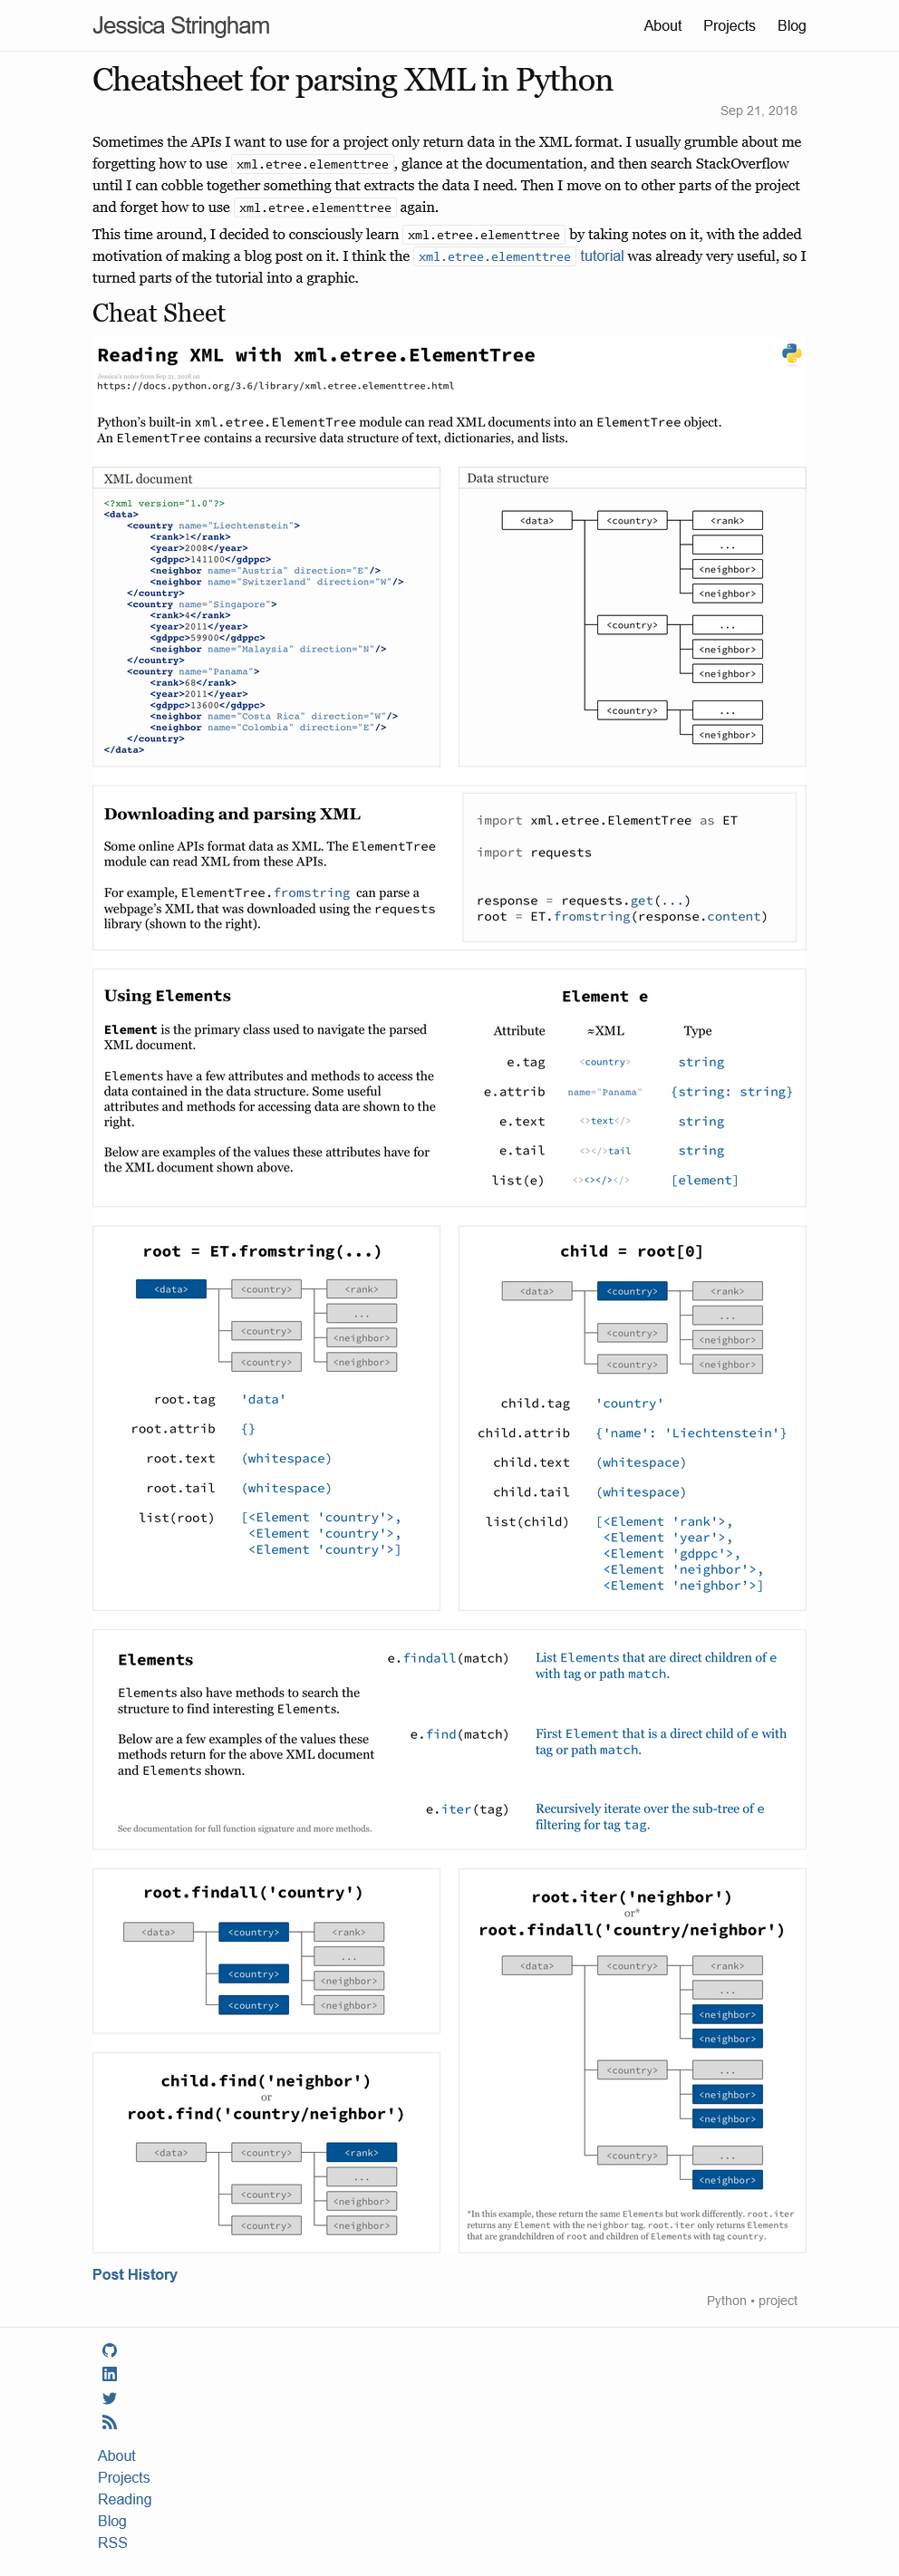 Jessica Stringham
About Projects Blog
Cheatsheet for parsing XML in Python
Sep 21, 2018
Sometimes the APIs I want to use for a project only return data in the XML format. I usually grumble about me
forgetting how to use xml.etree.elementtree, glance at the documentation, and then search StackOverflow
until I can cobble together something that extracts the data I need. Then I move on to other parts of the project
and forget how to use xml.etree.elementtree again.
This time around, I decided to consciously learn xml.etree.elementtree by taking notes on it, with the added
motivation of making a blog post on it. I think the xml.etree.elementtree tutorial was already very useful, so I
turned parts of the tutorial into a graphic.
Cheat Sheet
Reading XML with xml.etree.ElementTree
Jessica's notes from Sep 21, 2018 on
https://docs.python.org/3.6/library/xml.etree.elementtree.html
Python's built-in xml.etree.ElementTree module can read XML documents into an ElementTree object.
An ElementTree contains a recursive data structure of text, dictionaries, and lists.
XML document
<?xml version="1.0"?>
<data>
<country name="Liechtenstein">
<rank>1</rank>
<year>2008</year>
<gdppc>141100</gdppc>
<neighbor name="Austria" direction="E"/>
<neighbor name="Switzerland" direction="W"/>
</country>
<country name="Singapore">
<rank>4</rank>
<year>2011</year>
<gdppc>59900</gdppc>
<neighbor name="Malaysia" direction="N"/>
</country>
<country name="Panama">
<rank>68</rank>
<year>2011</year>
<gdppc>13600</gdppc>
<neighbor name="Costa Rica" direction="W"/>
<neighbor name="Colombia" direction="E"/>
</country>
</data>
Data structure
<data> <country> <rank>
...
<neighbor>
<neighbor>
<country> ...
<neighbor>
<neighbor>
<country> ...
<neighbor>
Downloading and parsing XML
Some online APIs format data as XML. The ElementTree
module can read XML from these APIs.
For example, ElementTree.fromstring can parse a
webpage's XML that was downloaded using the requests
library (shown to the right).
import xml.etree.ElementTree as ET
import requests
response = requests.get(...)
root = ET.fromstring(response.content)
Using Elements
Element is the primary class used to navigate the parsed
XML document.
Elements have a few attributes and methods to access the
data contained in the data structure. Some useful
attributes and methods for accessing data are shown to the
right.
Below are examples of the values these attributes have for
the XML document shown above.
Element e
Attribute ≈XML Type
e.tag <country> string
e.attrib name="Panama" {string: string}
e.text <>text</> string
e.tail <></>tail string
list(e) <><></></> [element]
root = ET.fromstring(...)
<data> <country> <rank>
...
<country> <neighbor>
<country> <neighbor>
root.tag 'data'
root.attrib {}
root.text (whitespace)
root.tail (whitespace)
list(root) [<Element 'country'>,
<Element 'country'>,
<Element 'country'>]
child = root[0]
<data> <country> <rank>
...
<country> <neighbor>
<country> <neighbor>
child.tag 'country'
child.attrib {'name': 'Liechtenstein'}
child.text (whitespace)
child.tail (whitespace)
list(child) [<Element 'rank'>,
<Element 'year'>,
<Element 'gdppc'>,
<Element 'neighbor'>,
<Element 'neighbor’>]
Elements
Elements also have methods to search the
structure to find interesting Elements.
Below are a few examples of the values these
methods return for the above XML document
and Elements shown.
See documentation for full function signature and more methods.
e.findall(match) List Elements that are direct children of e
with tag or path match.
e.find(match) First Element that is a direct child of e with
tag or path match.
e.iter(tag) Recursively iterate over the sub-tree of e
filtering for tag tag.
root.findall('country')
<data> <country> <rank>
...
<country> <neighbor>
<country> <neighbor>
child.find('neighbor')
or
root.find('country/neighbor')
<data> <country> <rank>
...
<country> <neighbor>
<country> <neighbor>
root.iter('neighbor')
or*
root.findall('country/neighbor')
<data> <country> <rank>
...
<neighbor>
<neighbor>
<country> ...
<neighbor>
<neighbor>
<country> ...
<neighbor>
*In this example, these return the same Elements but work differently. root.iter
returns any Element with the neighbor tag. root.iter only returns Elements
that are grandchildren of root and children of Elements with tag country.
Post History
Python • project
About
Projects
Reading
Blog
RSS